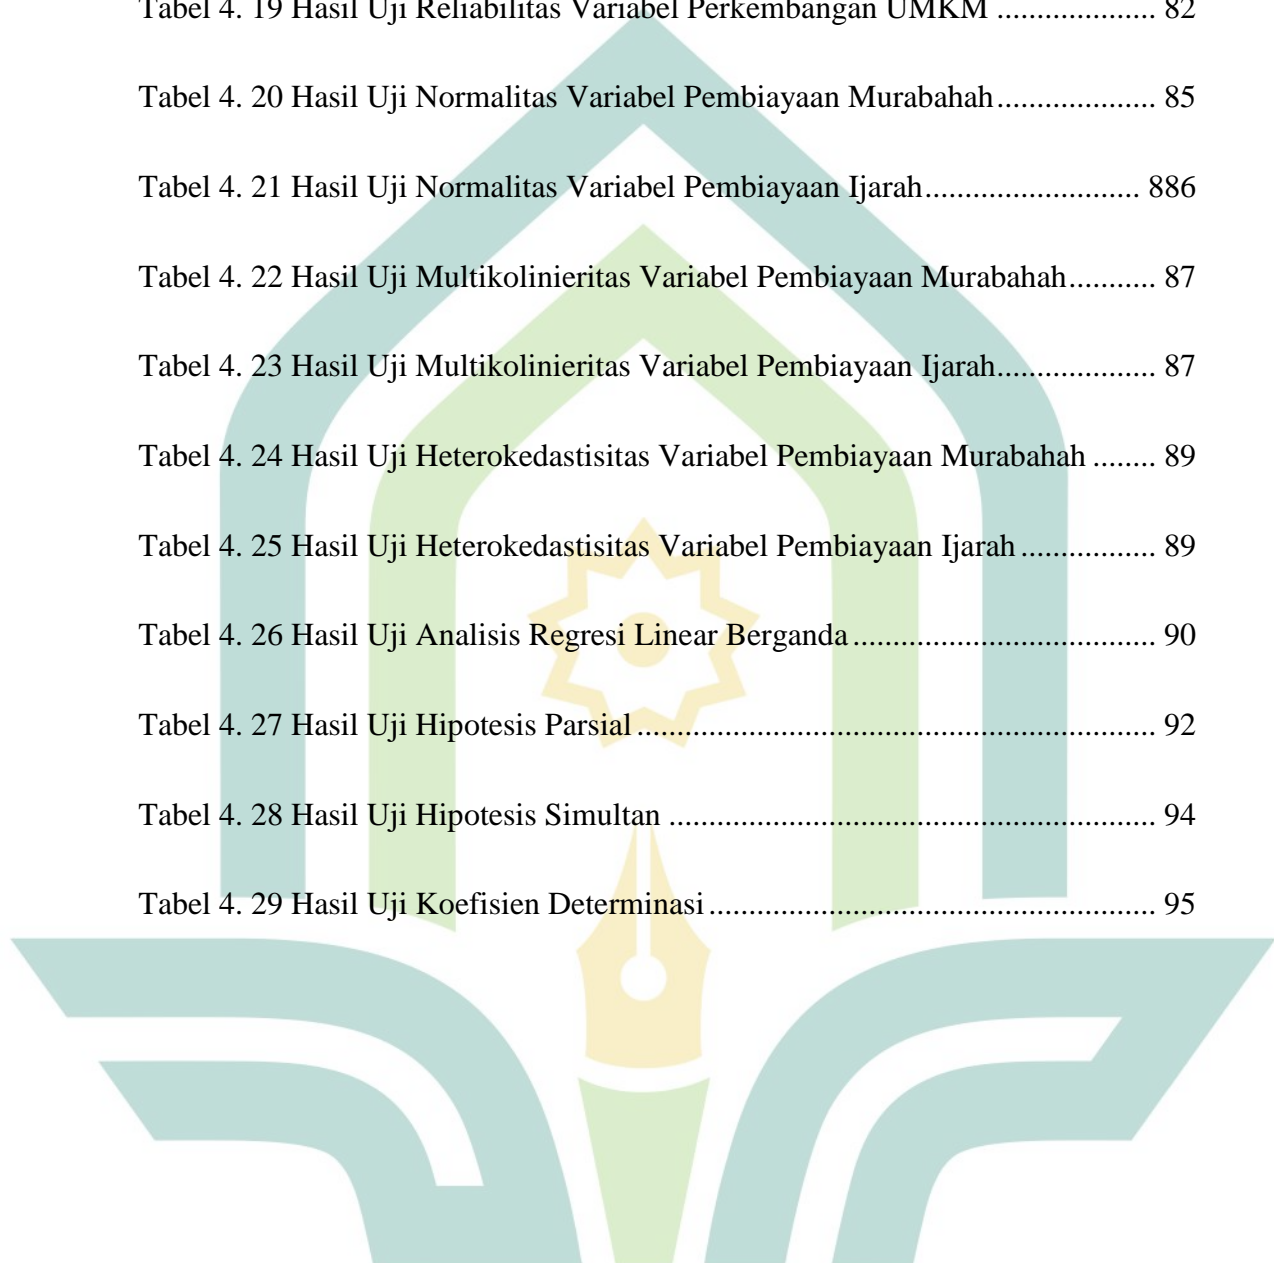 Tabel 4. 19 Hasil Uji Reliabilitas Variabel Perkembangan UMKM .................... 82
Tabel 4. 20 Hasil Uji Normalitas Variabel Pembiayaan Murabahah.................... 85
Tabel 4. 21 Hasil Uji Normalitas Variabel Pembiayaan Ijarah........................... 886
Tabel 4. 22 Hasil Uji Multikolinieritas Variabel Pembiayaan Murabahah........... 87
Tabel 4. 23 Hasil Uji Multikolinieritas Variabel Pembiayaan Ijarah.................... 87
Tabel 4. 24 Hasil Uji Heterokedastisitas Variabel Pembiayaan Murabahah ........ 89
Tabel 4. 25 Hasil Uji Heterokedastisitas Variabel Pembiayaan Ijarah ................. 89
Tabel 4. 26 Hasil Uji Analisis Regresi Linear Berganda ...................................... 90
Tabel 4. 27 Hasil Uji Hipotesis Parsial ................................................................. 92
Tabel 4. 28 Hasil Uji Hipotesis Simultan ............................................................. 94
Tabel 4. 29 Hasil Uji Koefisien Determinasi ........................................................ 95